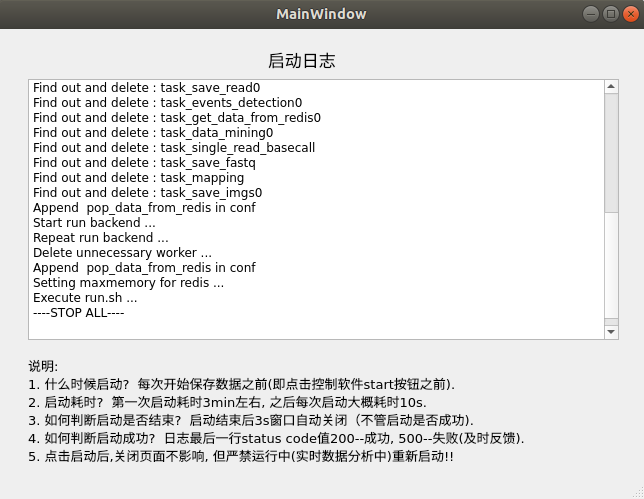 MainWindow
启动日志
Find out and delete : task_save_read0
Find out and delete : task_events_detection0
Find out and delete : task_get_data_from_redis0
Find out and delete : task_data_mining0
Find out and delete : task_single_read_basecall
Find out and delete : task_save_fastq
Find out and delete : task_mapping
Find out and delete : task_save_imgs0
Append  pop_data_from_redis in conf
Start run backend ...
Repeat run backend ...
Delete unnecessary worker ...
Append  pop_data_from_redis in conf
Setting maxmemory for redis ...
Execute run.sh ...
----STOP ALL----
说明:
1. 什么时候启动?  每次开始保存数据之前(即点击控制软件start按钮之前).
2. 启动耗时?  第一次启动耗时3min左右, 之后每次启动大概耗时10s.
3. 如何判断启动是否结束?  启动结束后3s窗口自动关闭（不管启动是否成功).
4. 如何判断启动成功?  日志最后一行status code值200--成功, 500--失败(及时反馈).
5. 点击启动后,关闭页面不影响, 但严禁运行中(实时数据分析中)重新启动!!